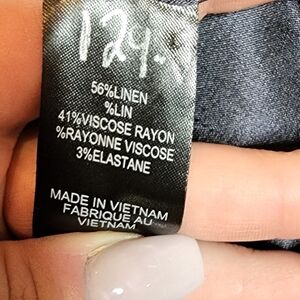 124.
56%LINEN
%LIN
41%VISCOSE RAYON
%RAYONNE VISCOSE
3%ELASTANE
MADE IN VIETNAM
FABRIQUE AU
VIETNAM